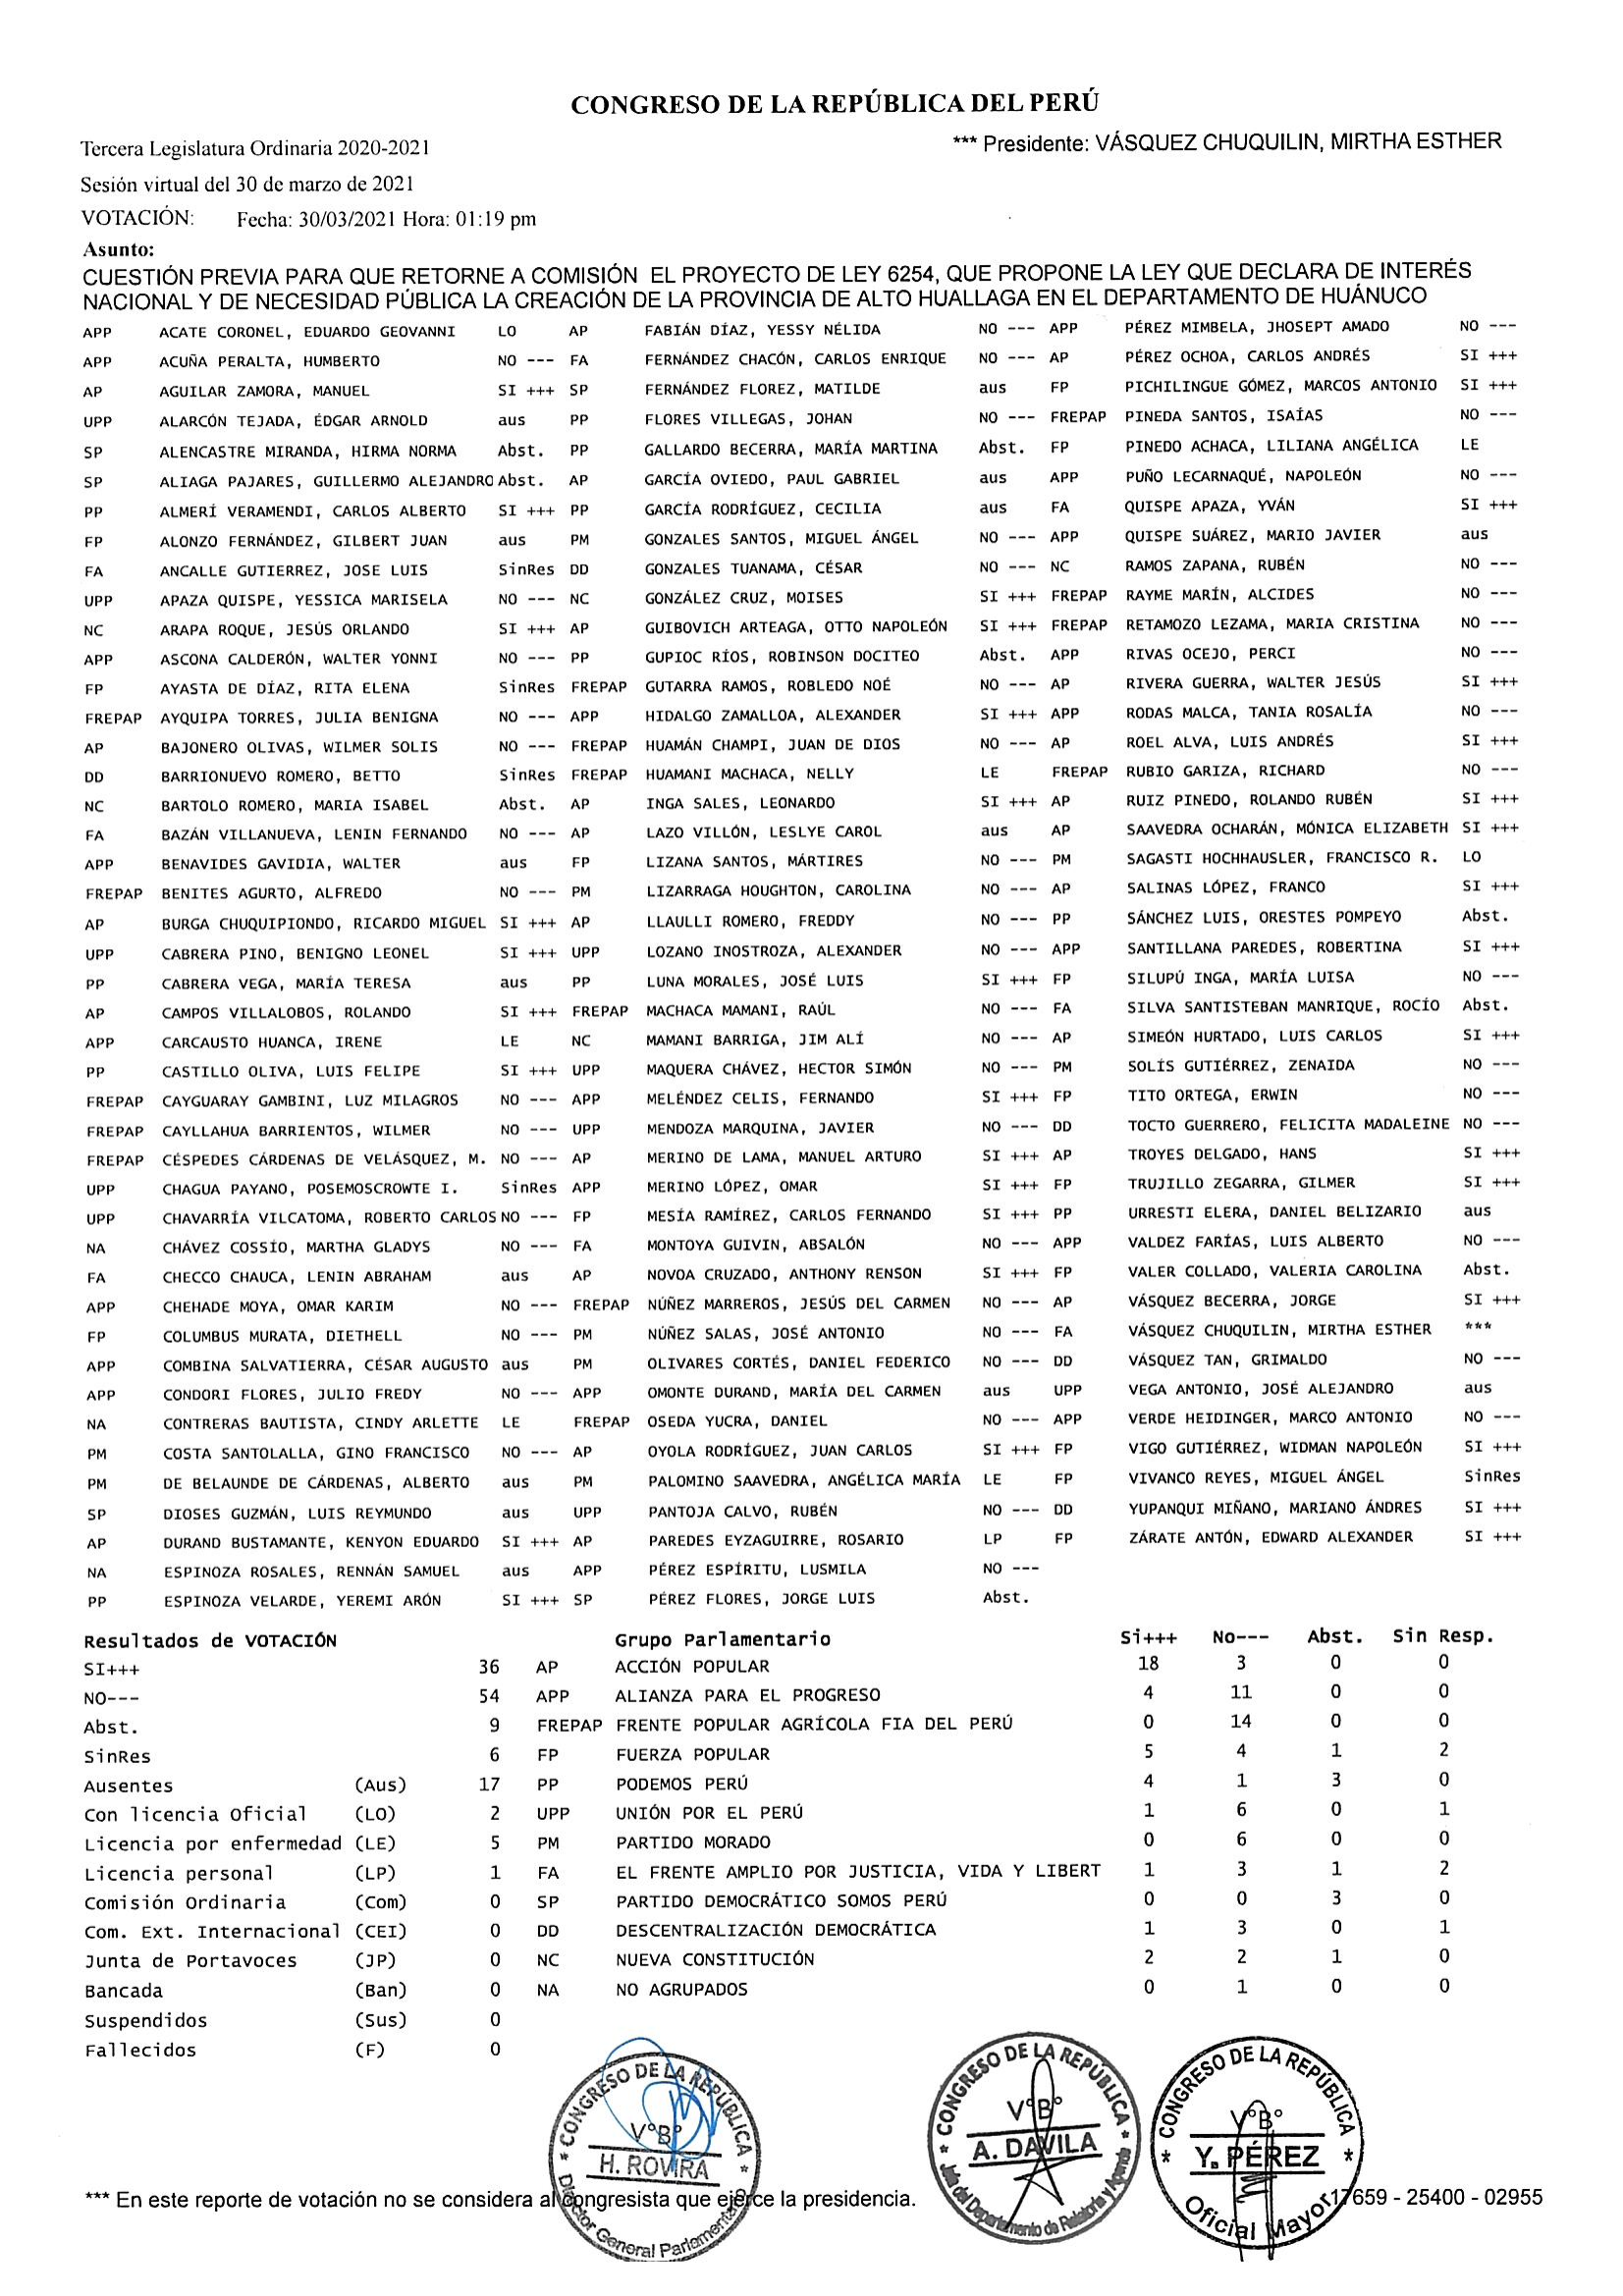 CONGRESO DE LA REPÚBLICA DEL PERÚ
Tercera Legislatura Ordinaria 2020-2021 *** Presidente: VÁSQUEZ CHUQUILIN, MIRTHA ESTHER
Sesión virtual del 30 de marzo de 2021
VOTACIÓN: Fecha: 30/03/2021 Hora: 01:19 pm
Asunto:
CUESTIÓN PREVIA PARA QUE RETORNE A COMISIÓN EL PROYECTO DE LEY 6254, QUE PROPONE LA LEY QUE DECLARA DE INTERÉS
NACIONAL Y DE NECESIDAD PÚBLICA LA CREACIÓN DE LA PROVINCIA DE ALTO HUALLAGA EN EL DEPARTAMENTO DE HUÁNUCO
APP ACATE CORONEL, EDUARDO GEOVANNI LO AP FABIÁN DÍAZ, YESSY NÉLIDA NO --- APP PÉREZ MIMBELA, JHOSEPT AMADO NO ---
APP ACUÑA PERALTA, HUMBERTO NO --- FA FERNÁNDEZ CHACÓN, CARLOS ENRIQUE NO --- AP PÉREZ OCHOA, CARLOS ANDRÉS SI +++
AP AGUILAR ZAMORA, MANUEL SI +++ SP FERNÁNDEZ FLOREZ, MATILDE aus FP PICHILINGUE GÓMEZ, MARCOS ANTONIO SI +++
UPP ALARCÓN TEJADA, ÉDGAR ARNOLD aus PP FLORES VILLEGAS, JOHAN NO --- FREPAP PINEDA SANTOS, ISAÍAS NO ---
SP ALENCASTRE MIRANDA, HIRMA NORMA Abst. PP GALLARDO BECERRA, MARÍA MARTINA Abst. FP PINEDO ACHACA, LILIANA ANGÉLICA LE
SP ALIAGA PAJARES, GUILLERMO ALEJANDRO Abst. AP GARCÍA OVIEDO, PAUL GABRIEL aus APP PUÑO LECARNAQUÉ, NAPOLEÓN NO ---
PP ALMERÍ VERAMENDI, CARLOS ALBERTO SI +++ PP GARCÍA RODRÍGUEZ, CECILIA aus FA QUISPE APAZA, YVÁN SI +++
FP ALONZO FERNÁNDEZ, GILBERT JUAN aus PM GONZALES SANTOS, MIGUEL ÁNGEL NO --- APP QUISPE SUÁREZ, MARIO JAVIER aus
FA ANCALLE GUTIERREZ, JOSE LUIS SinRes DD GONZALES TUANAMA, CÉSAR NO --- NC RAMOS ZAPANA, RUBÉN NO ---
UPP APAZA QUISPE, YESSICA MARISELA NO --- NC GONZÁLEZ CRUZ, MOISES SI +++ FREPAP RAYME MARÍN, ALCIDES NO ---
NC ARAPA ROQUE, JESÚS ORLANDO SI +++ AP GUIBOVICH ARTEAGA, OTTO NAPOLEÓN SI +++ FREPAP RETAMOZO LEZAMA, MARIA CRISTINA NO ---
APP ASCONA CALDERÓN, WALTER YONNI NO --- PP GUPIOC RÍOS, ROBINSON DOCITEO Abst. APP RIVAS OCEJO, PERCI NO ---
FP AYASTA DE DÍAZ, RITA ELENA SinRes FREPAP GUTARRA RAMOS, ROBLEDO NOÉ NO --- AP RIVERA GUERRA, WALTER JESÚS SI +++
FREPAP AYQUIPA TORRES, JULIA BENIGNA NO --- APP HIDALGO ZAMALLOA, ALEXANDER SI +++ APP RODAS MALCA, TANIA ROSALÍA NO ---
AP BAJONERO OLIVAS, WILMER SOLIS NO --- FREPAP HUAMÁN CHAMPI, JUAN DE DIOS NO --- AP ROEL ALVA, LUIS ANDRÉS SI +++
DD BARRIONUEVO ROMERO, BETTO SinRes FREPAP HUAMANI MACHACA, NELLY LE FREPAP RUBIO GARIZA, RICHARD NO ---
NC BARTOLO ROMERO, MARIA ISABEL Abst. AP INGA SALES, LEONARDO SI +++ AP RUIZ PINEDO, ROLANDO RUBÉN SI +++
FA BAZÁN VILLANUEVA, LENIN FERNANDO NO --- AP LAZO VILLÓN, LESLYE CAROL aus AP SAAVEDRA OCHARÁN, MÓNICA ELIZABETH SI +++
APP BENAVIDES GAVIDIA, WALTER aus FP LIZANA SANTOS, MÁRTIRES NO --- PM SAGASTI HOCHHAUSLER, FRANCISCO R. LO
FREPAP BENITES AGURTO, ALFREDO NO --- PM LIZARRAGA HOUGHTON, CAROLINA NO --- AP SALINAS LÓPEZ, FRANCO SI +++
AP BURGA CHUQUIPIONDO, RICARDO MIGUEL SI +++ AP LLAULLI ROMERO, FREDDY NO --- PP SÁNCHEZ LUIS, ORESTES POMPEYO Abst.
UPP CABRERA PINO, BENIGNO LEONEL SI +++ UPP LOZANO INOSTROZA, ALEXANDER NO --- APP SANTILLANA PAREDES, ROBERTINA SI +++
PP CABRERA VEGA, MARÍA TERESA aus PP LUNA MORALES, JOSÉ LUIS SI +++ FP SILUPÚ INGA, MARÍA LUISA NO ---
AP CAMPOS VILLALOBOS, ROLANDO SI +++ FREPAP MACHACA MAMANI, RAÚL NO --- FA SILVA SANTISTEBAN MANRIQUE, ROCÍO Abst.
APP CARCAUSTO HUANCA, IRENE LE NC MAMANI BARRIGA, JIM ALÍ NO --- AP SIMEÓN HURTADO, LUIS CARLOS SI +++
PP CASTILLO OLIVA, LUIS FELIPE SI +++ UPP MAQUERA CHÁVEZ, HECTOR SIMÓN NO --- PM SOLÍS GUTIÉRREZ, ZENAIDA NO ---
FREPAP CAYGUARAY GAMBINI, LUZ MILAGROS NO --- APP MELÉNDEZ CELIS, FERNANDO SI +++ FP TITO ORTEGA, ERWIN NO ---
FREPAP CAYLLAHUA BARRIENTOS, WILMER NO --- UPP MENDOZA MARQUINA, JAVIER NO --- DD TOCTO GUERRERO, FELICITA MADALEINE NO ---
FREPAP CÉSPEDES CÁRDENAS DE VELÁSQUEZ, M. NO --- AP MERINO DE LAMA, MANUEL ARTURO SI +++ AP TROYES DELGADO, HANS SI +++
UPP CHAGUA PAYANO, POSEMOSCROWTE I. SinRes APP MERINO LÓPEZ, OMAR SI +++ FP TRUJILLO ZEGARRA, GILMER SI +++
UPP CHAVARRÍA VILCATOMA, ROBERTO CARLOS NO --- FP MESÍA RAMÍREZ, CARLOS FERNANDO SI +++ PP URRESTI ELERA, DANIEL BELIZARIO aus
NA CHÁVEZ COSSÍO, MARTHA GLADYS NO --- FA MONTOYA GUIVIN, ABSALÓN NO --- APP VALDEZ FARÍAS, LUIS ALBERTO NO ---
FA CHECCO CHAUCA, LENIN ABRAHAM aus AP NOVOA CRUZADO, ANTHONY RENSON SI +++ FP VALER COLLADO, VALERIA CAROLINA Abst.
APP CHEHADE MOYA, OMAR KARIM NO --- FREPAP NÚÑEZ MARREROS, JESÚS DEL CARMEN NO --- AP VÁSQUEZ BECERRA, JORGE SI +++
FP COLUMBUS MURATA, DIETHELL NO --- PM NÚÑEZ SALAS, JOSÉ ANTONIO NO --- FA VÁSQUEZ CHUQUILIN, MIRTHA ESTHER ***
APP COMBINA SALVATIERRA, CÉSAR AUGUSTO aus PM OLIVARES CORTÉS, DANIEL FEDERICO NO --- DD VÁSQUEZ TAN, GRIMALDO NO ---
APP CONDORI FLORES, JULIO FREDY NO --- APP OMONTE DURAND, MARÍA DEL CARMEN aus UPP VEGA ANTONIO, JOSÉ ALEJANDRO aus
NA CONTRERAS BAUTISTA, CINDY ARLETTE LE FREPAP OSEDA YUCRA, DANIEL NO --- APP VERDE HEIDINGER, MARCO ANTONIO NO ---
PM COSTA SANTOLALLA, GINO FRANCISCO NO --- AP OYOLA RODRÍGUEZ, JUAN CARLOS SI +++ FP VIGO GUTIÉRREZ, WIDMAN NAPOLEÓN SI +++
PM DE BELAUNDE DE CÁRDENAS, ALBERTO aus PM PALOMINO SAAVEDRA, ANGÉLICA MARÍA LE FP VIVANCO REYES, MIGUEL ÁNGEL SinRes
SP DIOSES GUZMÁN, LUIS REYMUNDO aus UPP PANTOJA CALVO, RUBÉN NO --- DD YUPANQUI MIÑANO, MARIANO ÁNDRES SI +++
AP DURAND BUSTAMANTE, KENYON EDUARDO SI +++ AP PAREDES EYZAGUIRRE, ROSARIO LP FP ZÁRATE ANTÓN, EDWARD ALEXANDER SI +++
NA ESPINOZA ROSALES, RENNÁN SAMUEL aus APP PÉREZ ESPÍRITU, LUSMILA NO ---
PP ESPINOZA VELARDE, YEREMI ARÓN SI +++ SP PÉREZ FLORES, JORGE LUIS Abst.
Resultados de VOTACIÓN Grupo Parlamentario Si+++ No--- Abst. Sin Resp.
SI+++ 36 AP ACCIÓN POPULAR 18 3 0 0
NO--- 54 APP ALIANZA PARA EL PROGRESO 4 11 0 0
Abst. 9 FREPAP FRENTE POPULAR AGRÍCOLA FIA DEL PERÚ 0 14 0 0
SinRes 6 FP FUERZA POPULAR 5 4 1 2
Ausentes (Aus) 17 PP PODEMOS PERÚ 4 1 3 0
Con licencia Oficial (LO) 2 UPP UNIÓN POR EL PERÚ 1 6 0 1
Licencia por enfermedad (LE) 5 PM PARTIDO MORADO 0 6 0 0
Licencia personal (LP) 1 FA EL FRENTE AMPLIO POR JUSTICIA, VIDA Y LIBERT 1 3 1 2
Comisión Ordinaria (Com) 0 SP PARTIDO DEMOCRÁTICO SOMOS PERÚ 0 0 3 0
Com. Ext. Internacional (CEI) 0 DD DESCENTRALIZACIÓN DEMOCRÁTICA 1 3 0 1
Junta de Portavoces (JP) 0 NC NUEVA CONSTITUCIÓN 2 2 1 0
Bancada (Ban) 0 NA NO AGRUPADOS 0 1 0 0
Suspendidos (Sus) 0
Fallecidos (F) 0
* CONGRESO DE LA REPÚBLICA *
V°B°
H. ROVIRA
Director General Parlamentario
* CONGRESO DE LA REPÚBLICA *
V°B°
A. DAVILA
Jefe del Departamento de Relatoría y Agenda
* CONGRESO DE LA REPÚBLICA *
V°B°
Y. PÉREZ
Oficial Mayor
*** En este reporte de votación no se considera al congresista que ejerce la presidencia. 17659 - 25400 - 02955